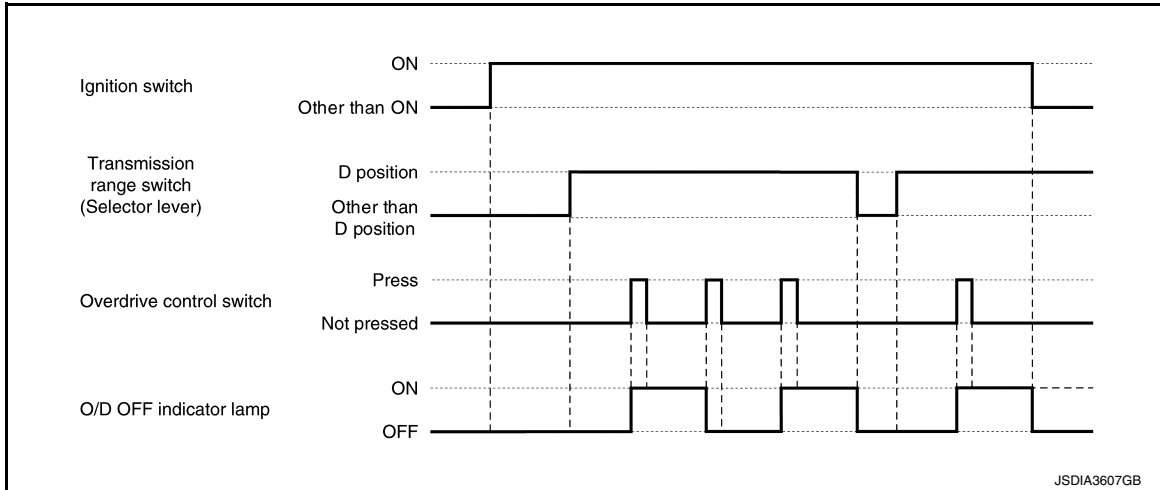 Ignition switch
ON
Other than ON
Transmission
range switch
(Selector lever)
D position
Other than
D position
Overdrive control switch
Press
Not pressed
O/D OFF indicator lamp
ON
OFF
JSDIA3607GB